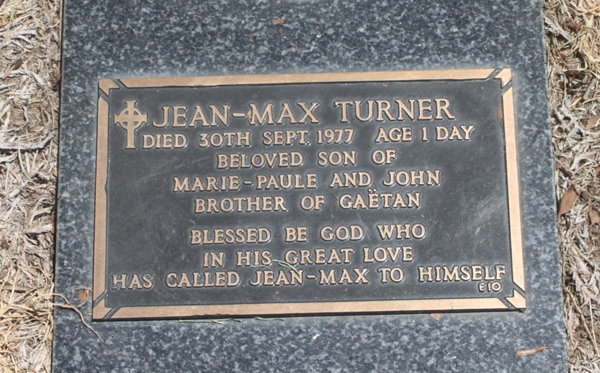 JEAN-MAX TURNER
DIED 30TH SEPT. 1977 AGE 1 DAY
BELOVED SON OF
MARIE-PAULE AND JOHN
BROTHER OF GAËTAN
BLESSED BE GOD WHO
IN HIS GREAT LOVE
HAS CALLED JEAN-MAX TO HIMSELF
E10